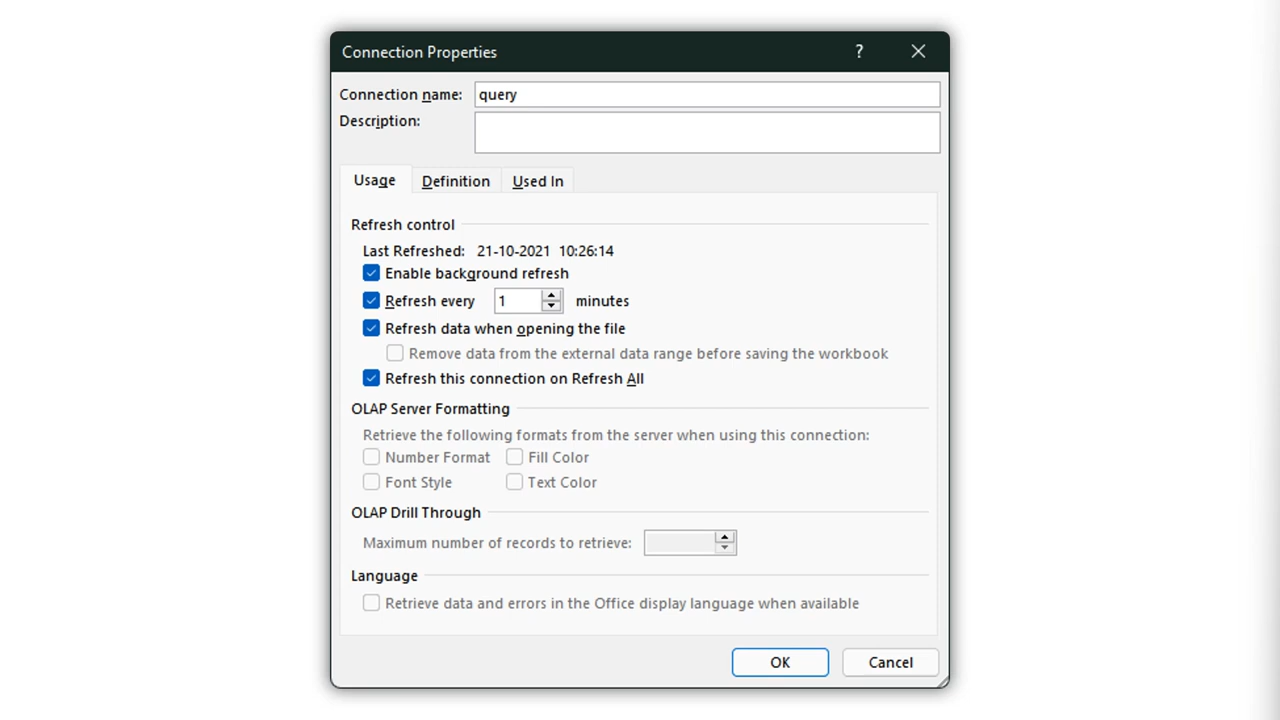 Connection Properties ?
Connection name: query
Description:
Usage Definition Used In
Refresh control
Last Refreshed: 21-10-2021 10:26:14
Enable background refresh
Refresh every 1 minutes
Refresh data when opening the file
Remove data from the external data range before saving the workbook
Refresh this connection on Refresh All
OLAP Server Formatting
Retrieve the following formats from the server when using this connection:
Number Format Fill Color
Font Style Text Color
OLAP Drill Through
Maximum number of records to retrieve:
Language
Retrieve data and errors in the Office display language when available
OK Cancel